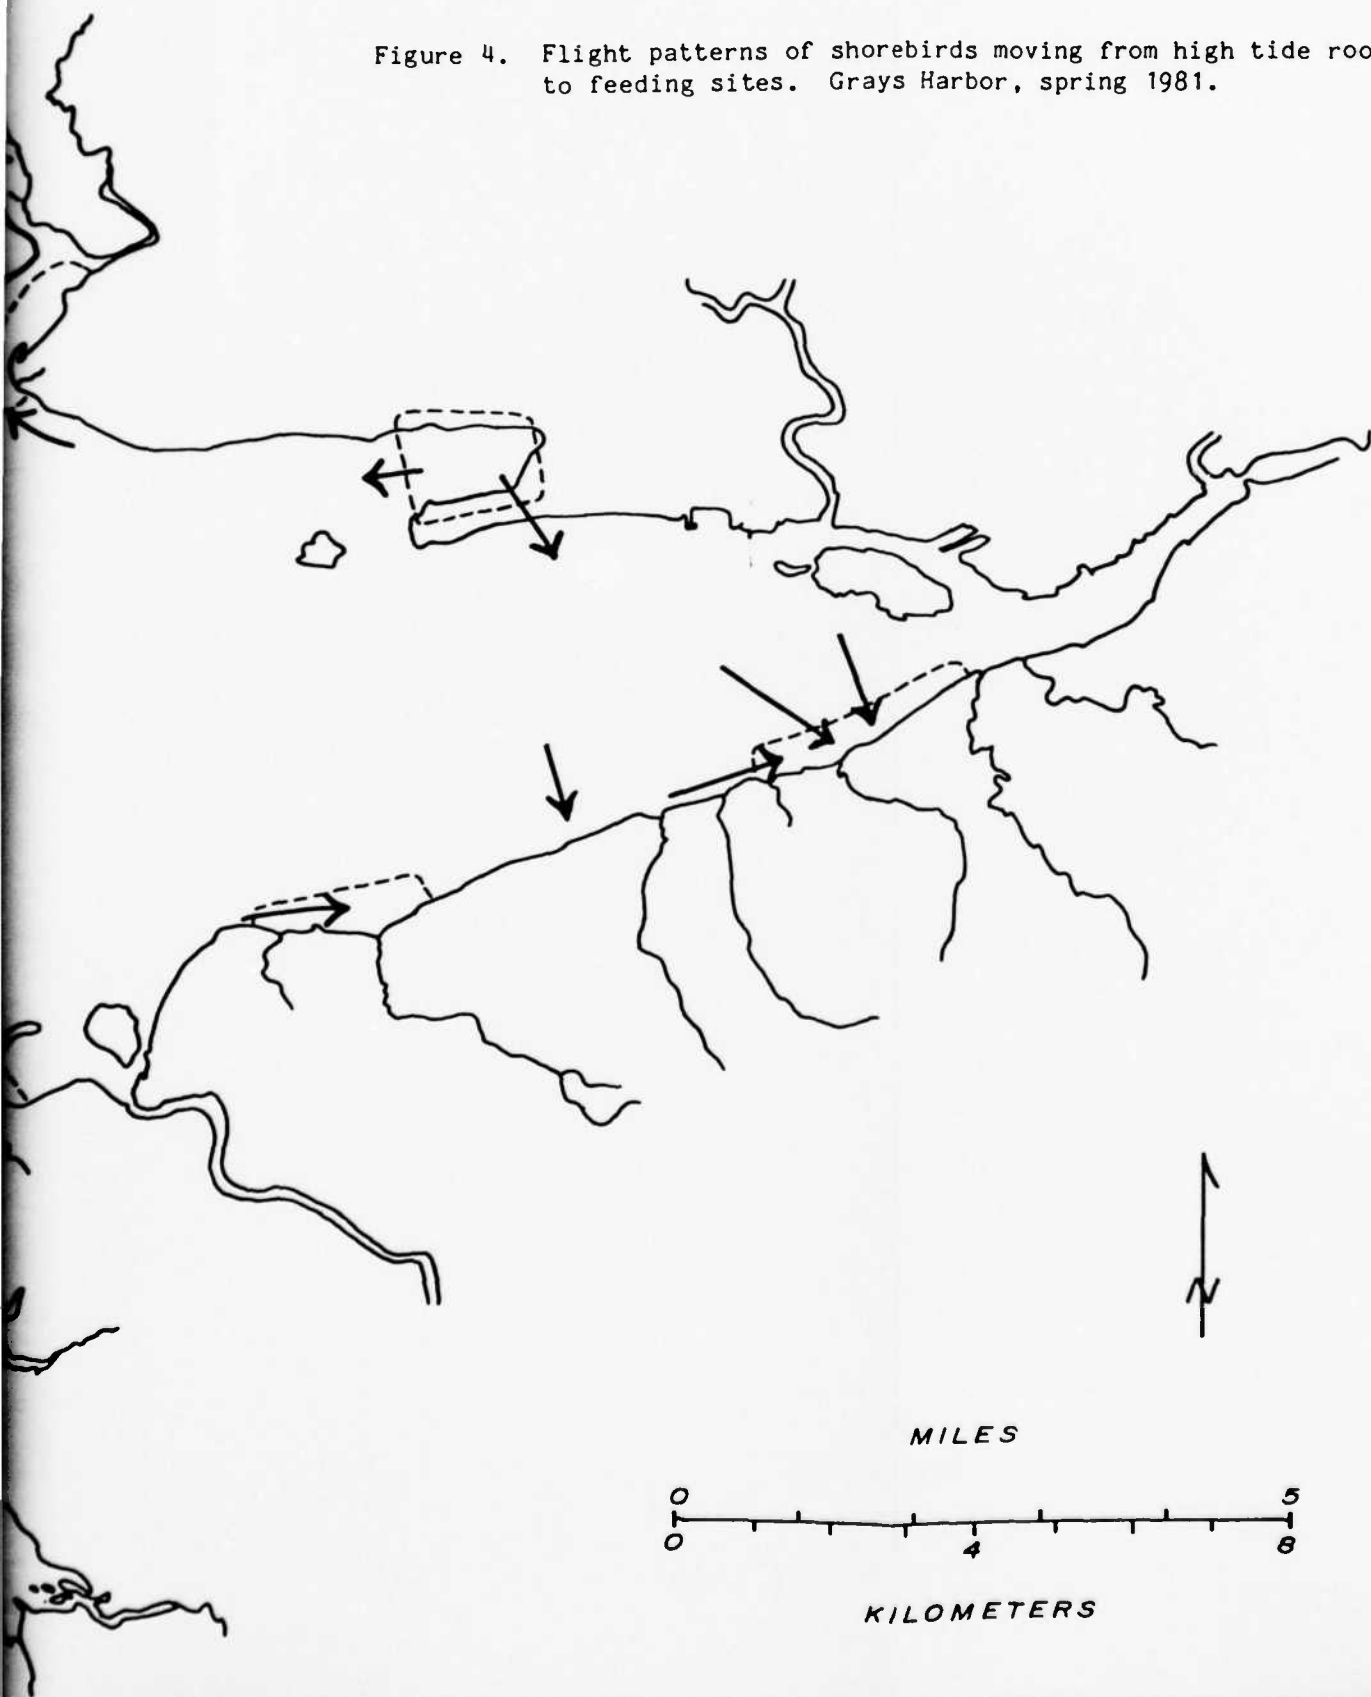 Figure 4. Flight patterns of shorebirds moving from high tide
to feeding sites. Grays Harbor, spring 1981.
N
MILES
0 5
0 4 8
KILOMETERS